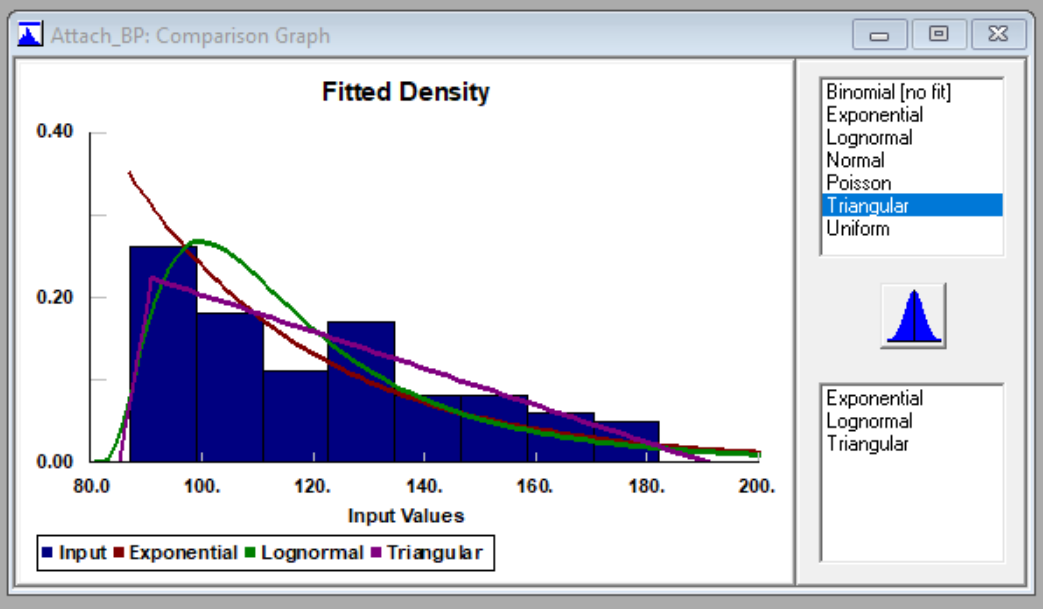 Attach_BP: Comparison Graph
Fitted Density
0.40
0.20
0.00
80.0 100. 120. 140. 160. 180. 200.
Input Values
Input Exponential Lognormal Triangular
Binomial [no fit]
Exponential
Lognormal
Normal
Poisson
Triangular
Uniform
Exponential
Lognormal
Triangular